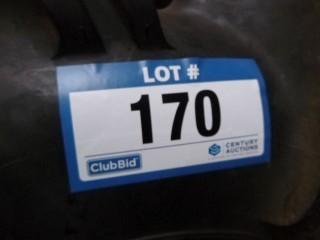 LOT #
170
ClubBid
CENTURY
AUCTIONS